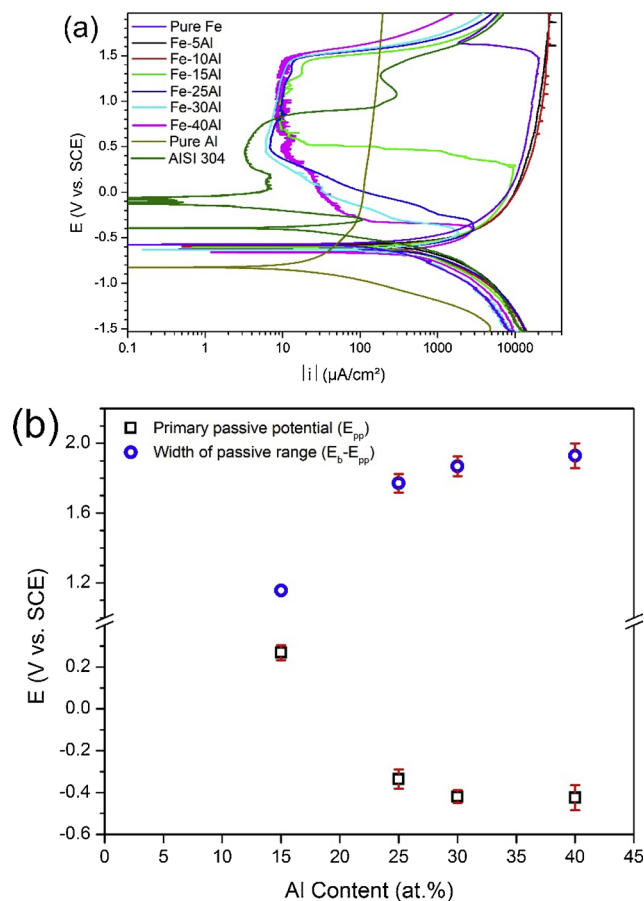 (a)
Pure Fe
Fe-5Al
Fe-10Al
Fe-15Al
Fe-25Al
Fe-30Al
Fe-40Al
Pure Al
AISI 304
E (V vs. SCE)
1.5
1.0
0.5
0.0
-0.5
-1.0
-1.5
0.1 1 10 100 1000 10000
|i| (μA/cm²)
(b)
Primary passive potential (Epp)
Width of passive range (Eb-Epp)
E (V vs. SCE)
2.0
1.6
1.2
0.2
0.0
-0.2
-0.4
-0.6
0 5 10 15 20 25 30 35 40 45
Al Content (at.%)